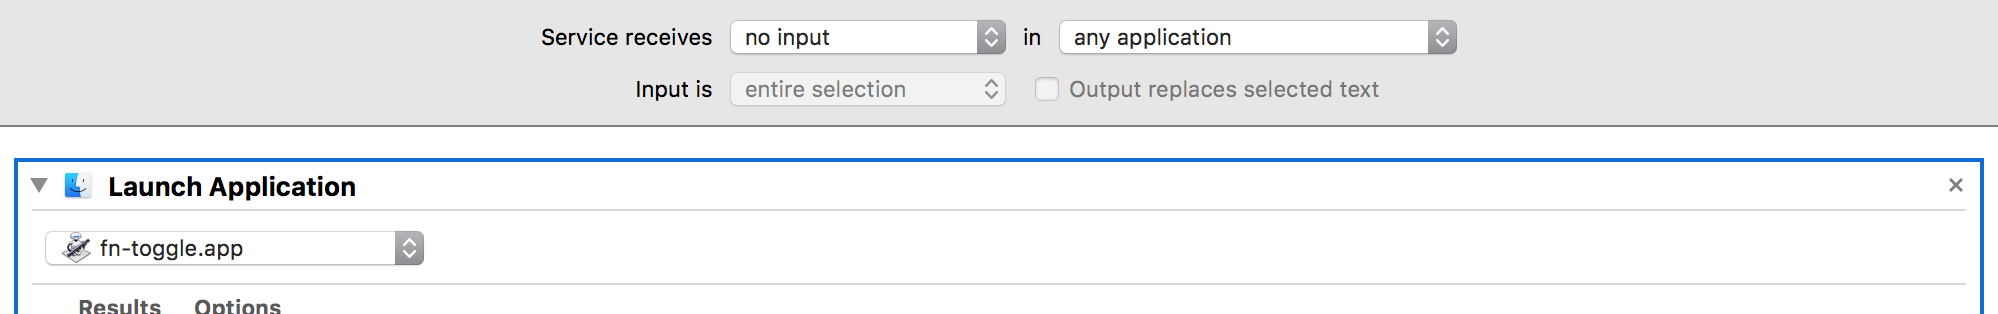 Service receives no input in any application
Input is entire selection Output replaces selected text
Launch Application
fn-toggle.app
Results Options